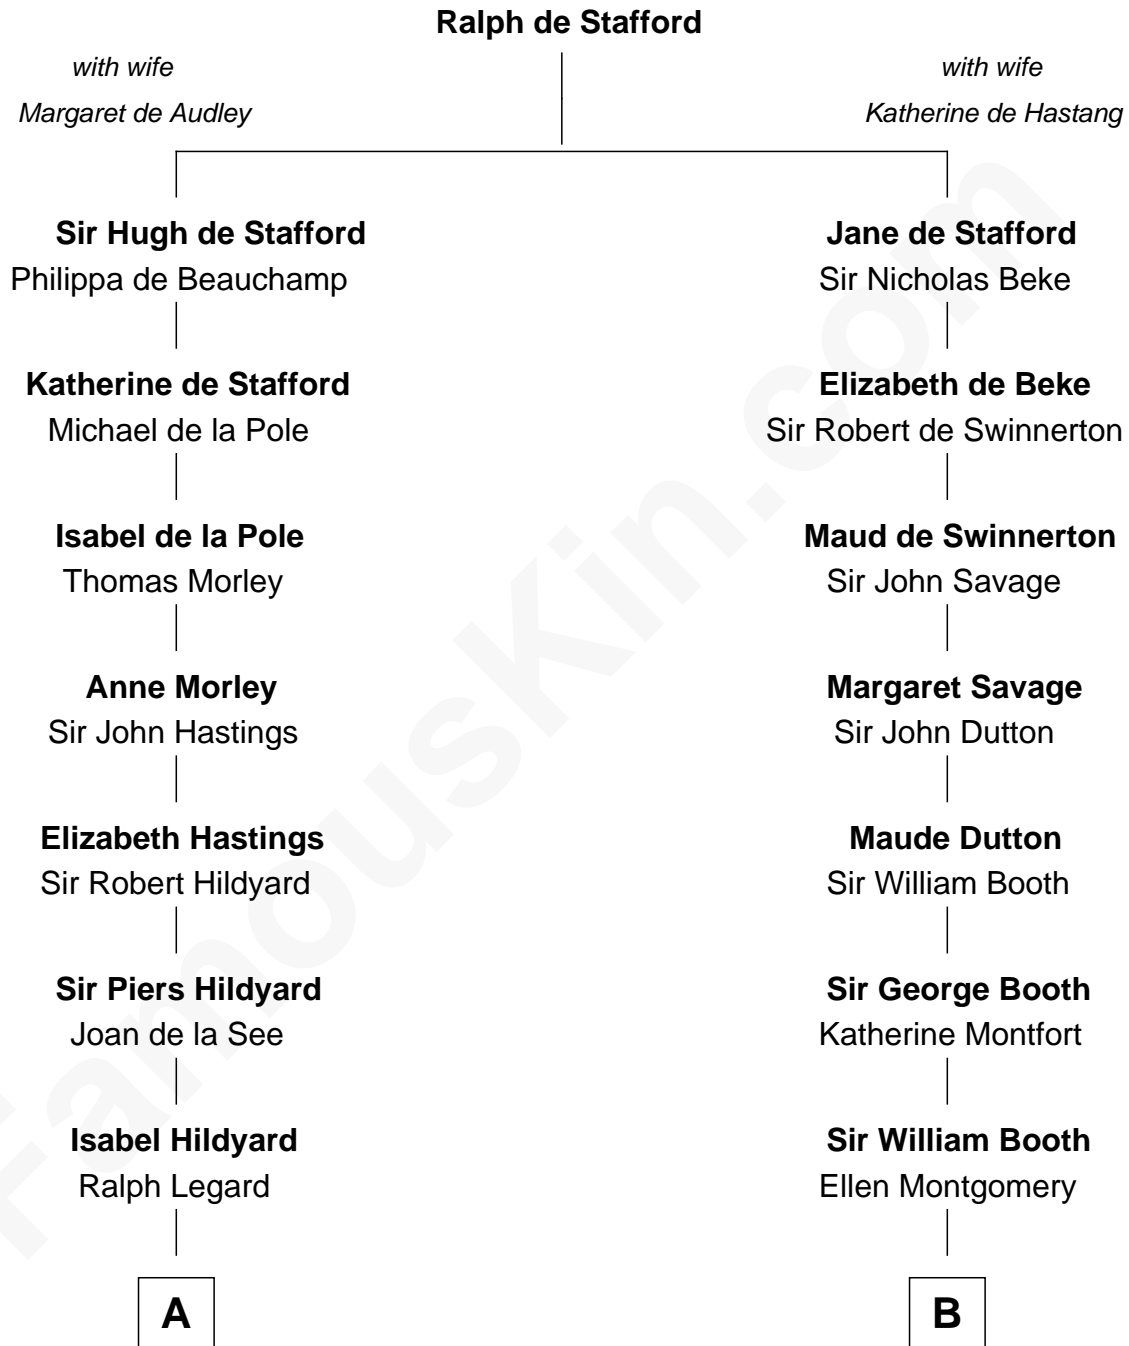 Ralph de Stafford
with wife
Margaret de Audley
with wife
Katherine de Hastang
Sir Hugh de Stafford
Philippa de Beauchamp
Jane de Stafford
Sir Nicholas Beke
Katherine de Stafford
Michael de la Pole
Elizabeth de Beke
Sir Robert de Swinnerton
Isabel de la Pole
Thomas Morley
Maud de Swinnerton
Sir John Savage
Anne Morley
Sir John Hastings
Margaret Savage
Sir John Dutton
Elizabeth Hastings
Sir Robert Hildyard
Maude Dutton
Sir William Booth
Sir Piers Hildyard
Joan de la See
Sir George Booth
Katherine Montfort
Isabel Hildyard
Ralph Legard
Sir William Booth
Ellen Montgomery
A
B
FamousKin.com